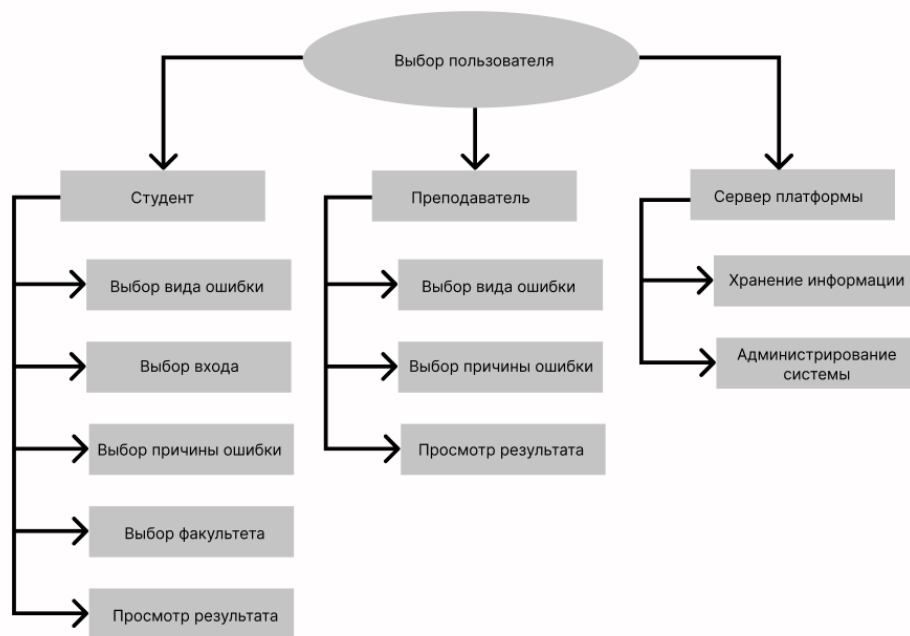 Выбор пользователя
Студент
Выбор вида ошибки
Выбор входа
Выбор причины ошибки
Выбор факультета
Просмотр результата
Преподаватель
Выбор вида ошибки
Выбор причины ошибки
Просмотр результата
Сервер платформы
Хранение информации
Администрирование
системы